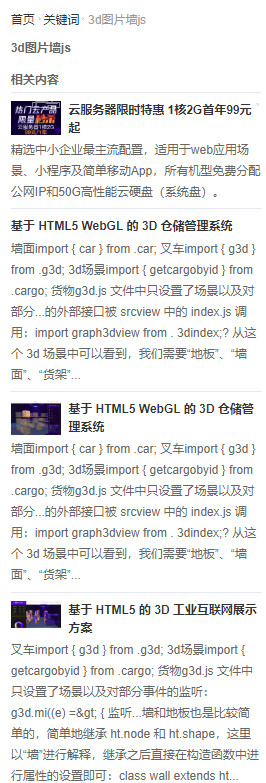 首页 · 关键词 · 3d图片墙js
3d图片墙js
相关内容
热门云产品
限量秒杀
云服务器限时特惠 1核2G首年99元
起
精选中小企业最主流配置，适用于web应用场
景、小程序及简单移动App，所有机型免费分配
公网IP和50G高性能云硬盘（系统盘）。
基于 HTML5 WebGL 的 3D 仓储管理系统
墙面import { car } from .car; 叉车import { g3d }
from .g3d; 3d场景import { getcargobyid } from
.cargo; 货物g3d.js 文件中只设置了场景以及对
部分...的外部接口被 srcview 中的 index.js 调
用：import graph3dview from . 3dindex;? 从这
个 3d 场景中可以看到，我们需要“地板”、“墙
面”、“货架”...
基于 HTML5 WebGL 的 3D 仓储管
理系统
墙面import { car } from .car; 叉车import { g3d }
from .g3d; 3d场景import { getcargobyid } from
.cargo; 货物g3d.js 文件中只设置了场景以及对
部分...的外部接口被 srcview 中的 index.js 调
用：import graph3dview from . 3dindex;? 从这
个 3d 场景中可以看到，我们需要“地板”、“墙
面”、“货架”...
基于 HTML5 的 3D 工业互联网展示
方案
叉车import { g3d } from .g3d; 3d场景import {
getcargobyid } from .cargo; 货物g3d.js 文件中
只设置了场景以及对部分事件的监听：
g3d.mi((e) =&gt; { 监听...墙和地板也是比较简
单的，简单地继承 ht.node 和 ht.shape，这里
以“墙”进行解释，继承之后直接在构造函数中进
行属性的设置即可：class wall extends ht...